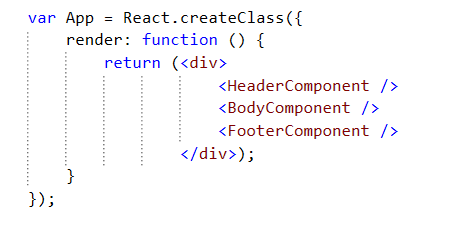 var App = React.createClass({
    render: function () {
        return (<div>
                    <HeaderComponent />
                    <BodyComponent />
                    <FooterComponent />
                </div>);
    }
});